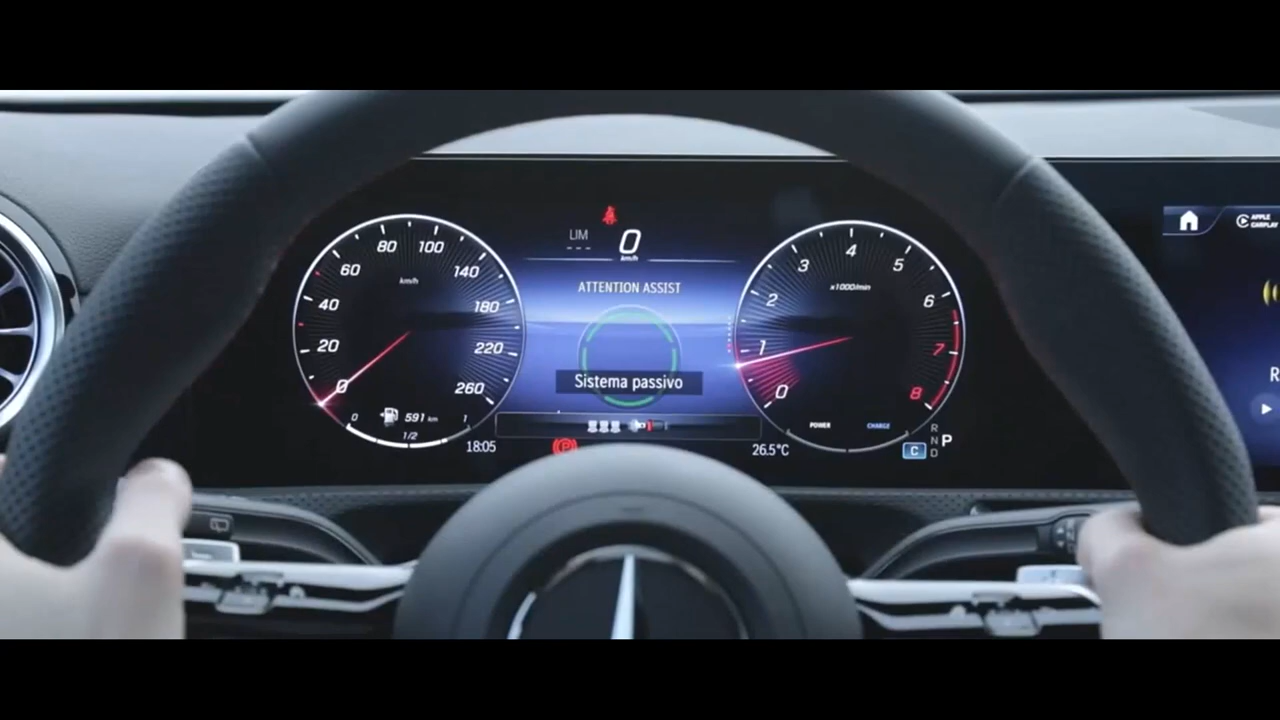 LIM
---
0
km/h
ATTENTION ASSIST
Sistema passivo
0
20
40
60
80
100
140
180
220
260
km/h
591 km
0
1/2
1
18:05
26.5°C
0
1
2
3
4
5
6
7
8
x1000/min
POWER
CHARGE
R
N
D
P
C
APPLE
CARPLAY
R